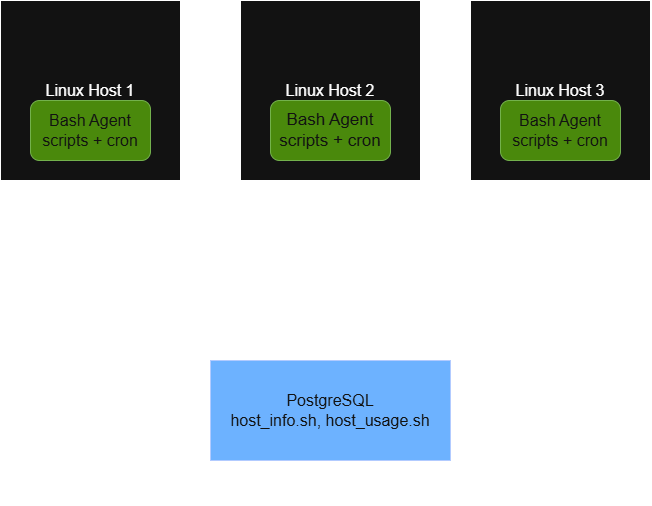 Linux Host 1
Bash Agent
scripts + cron
Linux Host 2
Bash Agent
scripts + cron
Linux Host 3
Bash Agent
scripts + cron
PostgreSQL
host_info.sh, host_usage.sh